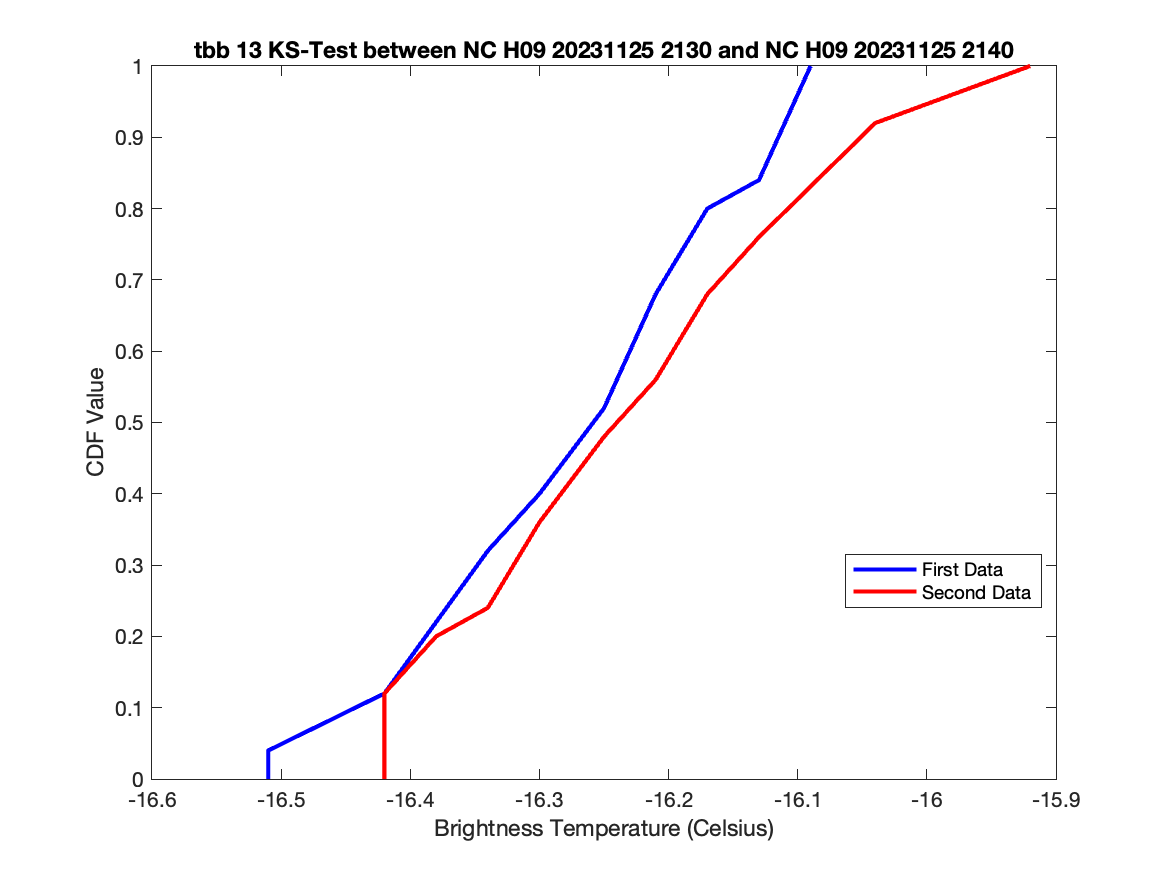 tbb 13 KS-Test between NC H09 20231125 2130 and NC H09 20231125 2140
1
0.9
0.8
0.7
0.6
0.5
0.4
0.3
0.2
0.1
0
CDF Value
First Data
Second Data
-16.6 -16.5 -16.4 -16.3 -16.2 -16.1 -16 -15.9
Brightness Temperature (Celsius)